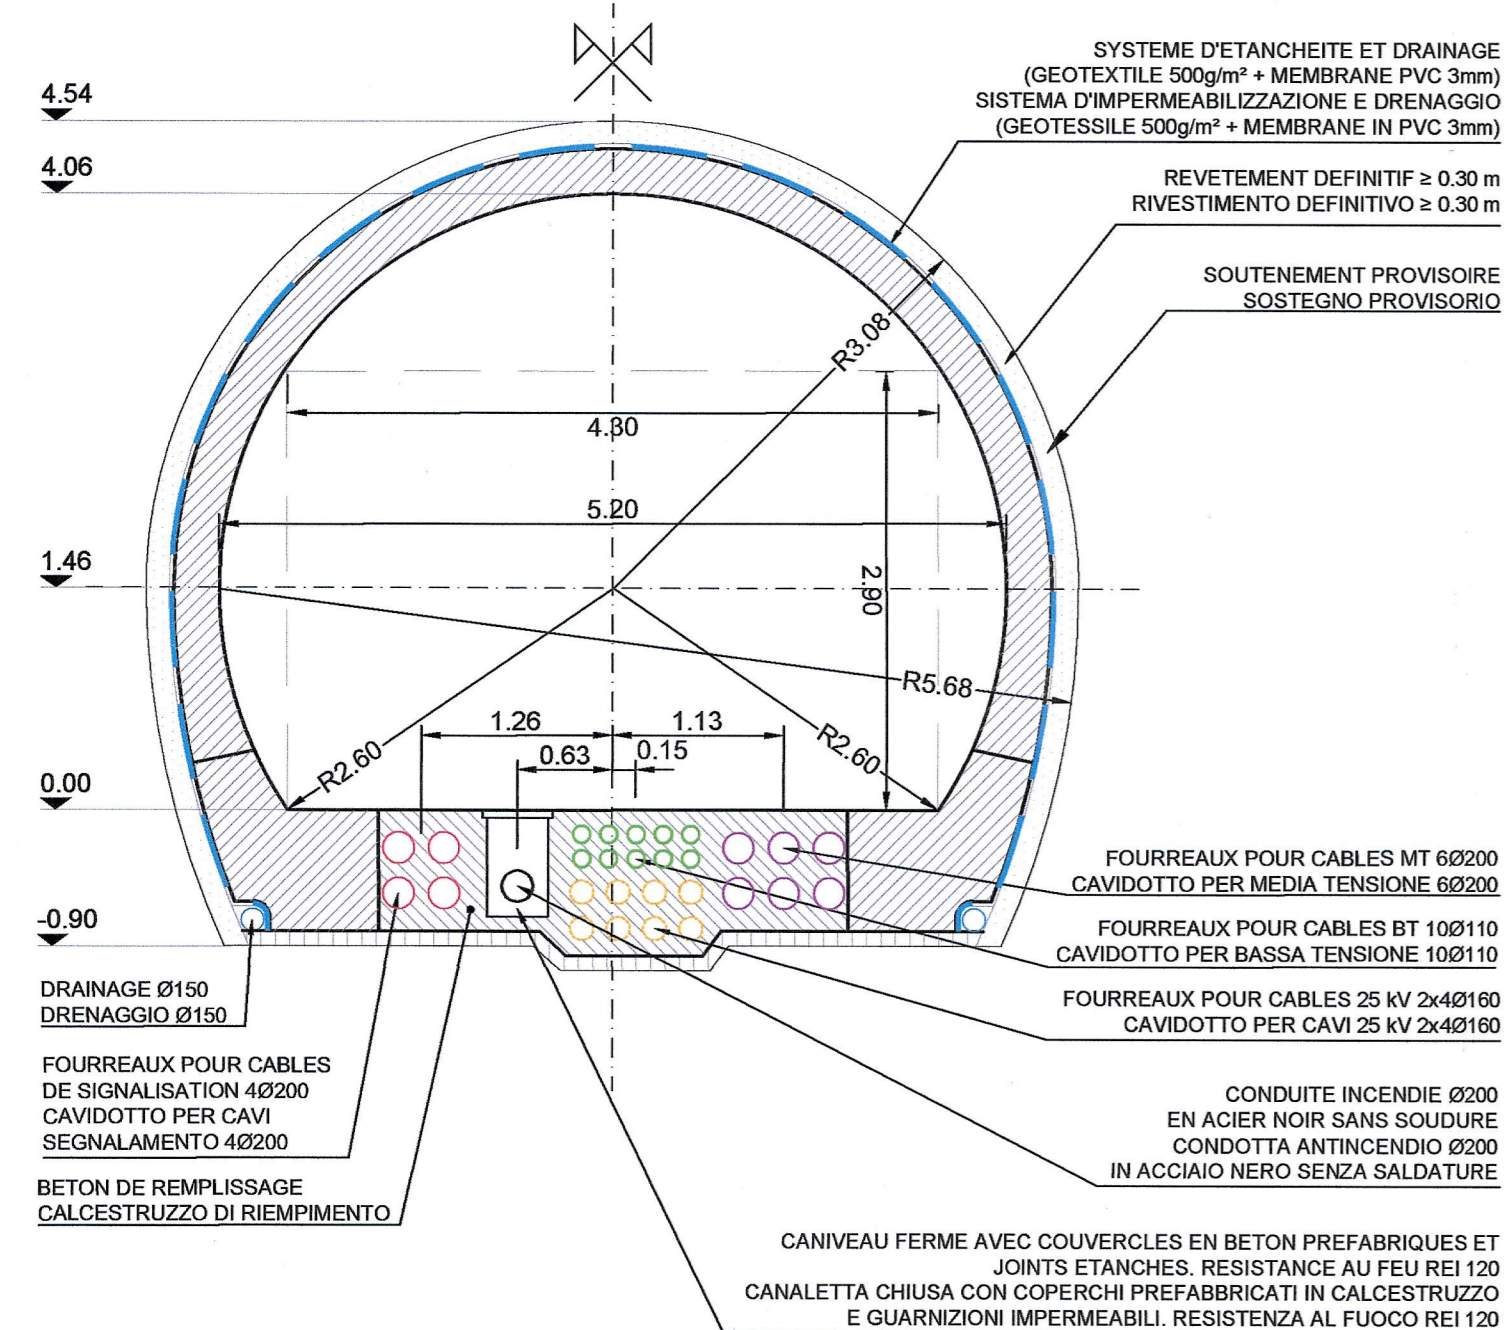 SYSTEME D'ETANCHEITE ET DRAINAGE
(GEOTEXTILE 500g/m² + MEMBRANE PVC 3mm)
SISTEMA D'IMPERMEABILIZZAZIONE E DRENAGGIO
(GEOTESSILE 500g/m² + MEMBRANE IN PVC 3mm)
REVETEMENT DEFINITIF ≥ 0.30 m
RIVESTIMENTO DEFINITIVO ≥ 0.30 m
SOUTENEMENT PROVISOIRE
SOSTEGNO PROVISORIO
4.54
4.06
R3.08
4.30
5.20
1.46
2.90
R5.68
1.26
1.13
0.63
0.15
R2.60
R2.60
0.00
-0.90
FOURREAUX POUR CABLES MT 6Ø200
CAVIDOTTO PER MEDIA TENSIONE 6Ø200
FOURREAUX POUR CABLES BT 10Ø110
CAVIDOTTO PER BASSA TENSIONE 10Ø110
FOURREAUX POUR CABLES 25 kV 2x4Ø160
CAVIDOTTO PER CAVI 25 kV 2x4Ø160
DRAINAGE Ø150
DRENAGGIO Ø150
FOURREAUX POUR CABLES
DE SIGNALISATION 4Ø200
CAVIDOTTO PER CAVI
SEGNALAMENTO 4Ø200
BETON DE REMPLISSAGE
CALCESTRUZZO DI RIEMPIMENTO
CONDUITE INCENDIE Ø200
EN ACIER NOIR SANS SOUDURE
CONDOTTA ANTINCENDIO Ø200
IN ACCIAIO NERO SENZA SALDATURE
CANIVEAU FERME AVEC COUVERCLES EN BETON PREFABRIQUES ET
JOINTS ETANCHES. RESISTANCE AU FEU REI 120
CANALETTA CHIUSA CON COPERCHI PREFABBRICATI IN CALCESTRUZZO
E GUARNIZIONI IMPERMEABILI. RESISTENZA AL FUOCO REI 120